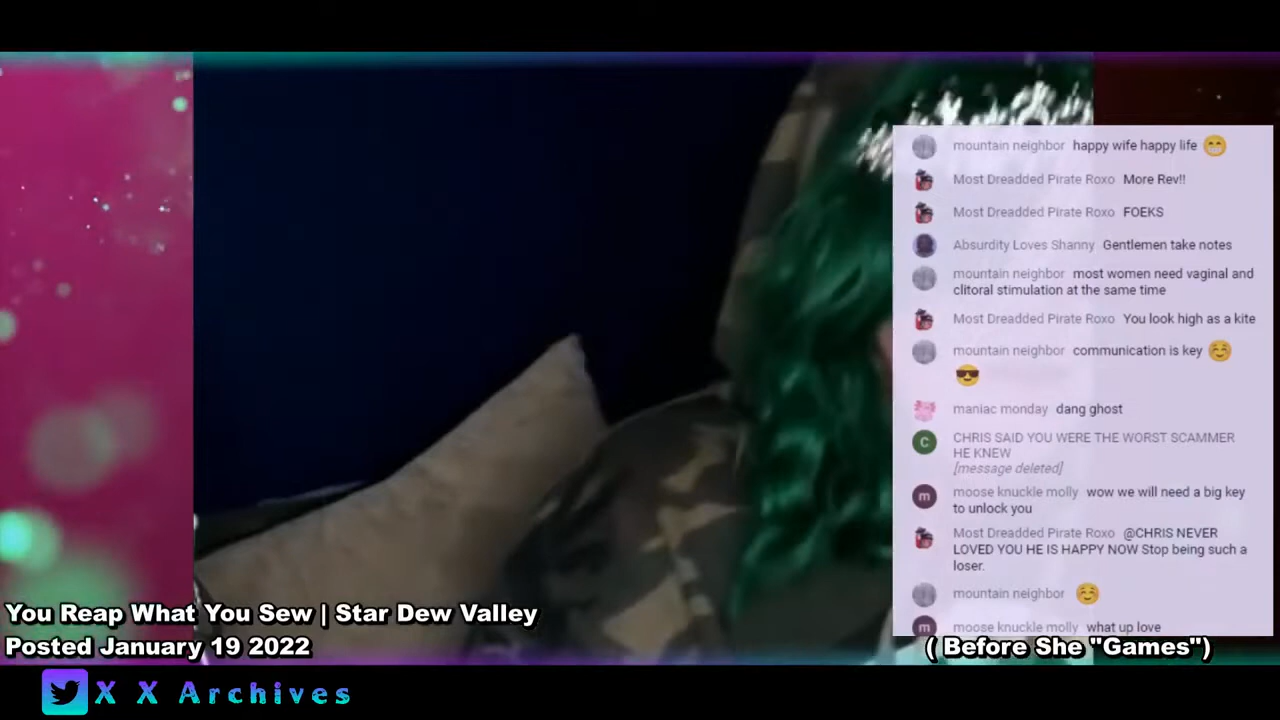 mountain neighbor happy wife happy life
Most Dreadded Pirate Roxo More Rev!!
Most Dreadded Pirate Roxo FOEKS
Absurdity Loves Shanny Gentlemen take notes
mountain neighbor most women need vaginal and
clitoral stimulation at the same time
Most Dreadded Pirate Roxo You look high as a kite
mountain neighbor communication is key
maniac monday dang ghost
C
CHRIS SAID YOU WERE THE WORST SCAMMER
HE KNEW
[message deleted]
m
moose knuckle molly wow we will need a big key
to unlock you
Most Dreadded Pirate Roxo @CHRIS NEVER
LOVED YOU HE IS HAPPY NOW Stop being such a
loser.
mountain neighbor
m
moose knuckle molly what up love
You Reap What You Sew | Star Dew Valley
Posted January 19 2022
( Before She "Games")
X X Archives